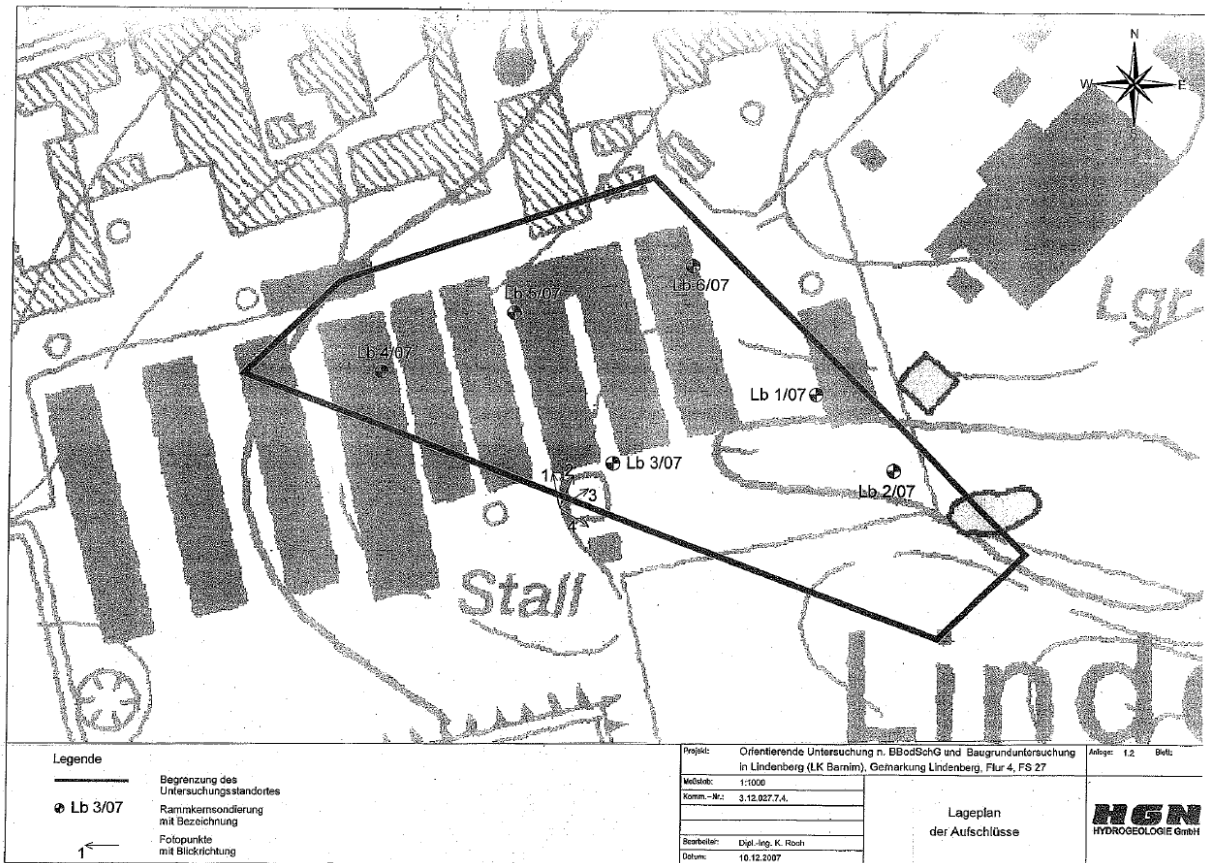 N
W E
Lgr
Lb 5/07
Lb 6/07
Lb 4/07
Lb 1/07
Lb 3/07
1 2
3
4
Lb 2/07
Stall
Lind
Legende
Begrenzung des
Untersuchungsstandortes
Lb 3/07
Rammkernsondierung
mit Bezeichnung
1
Fotopunkte
mit Blickrichtung
Projekt: Orientierende Untersuchung n. BBodSchG und Baugrunduntersuchung
in Lindenberg (LK Barnim), Gemarkung Lindenberg, Flur 4, FS 27
Anlage: 1.2 Blatt:
Maßstab: 1:1000
Komm.-Nr.: 3.12.027.7.4.
Lageplan
der Aufschlüsse
HGN
HYDROGEOLOGIE GmbH
Bearbeiter: Dipl.-Ing. K. Roch
Datum: 10.12.2007